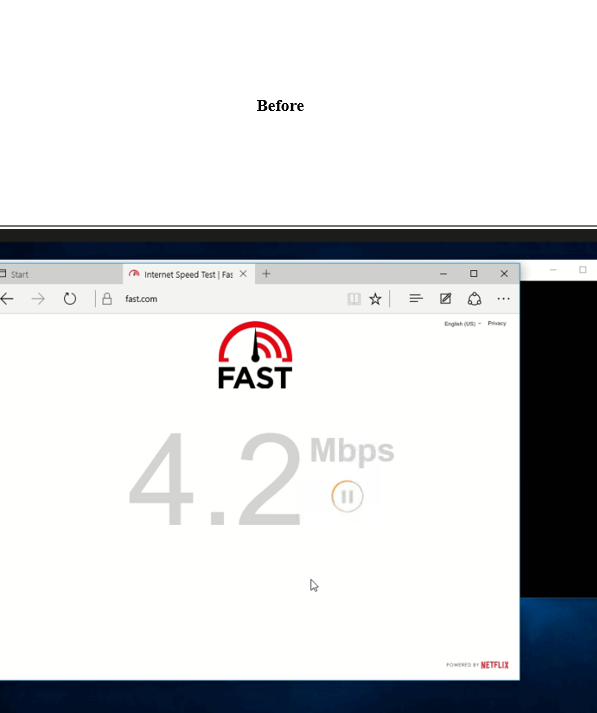 Before
Start
Internet Speed Test | Fas
fast.com
English (US)
Privacy
FAST
4.2 Mbps
POWERED BY NETFLIX